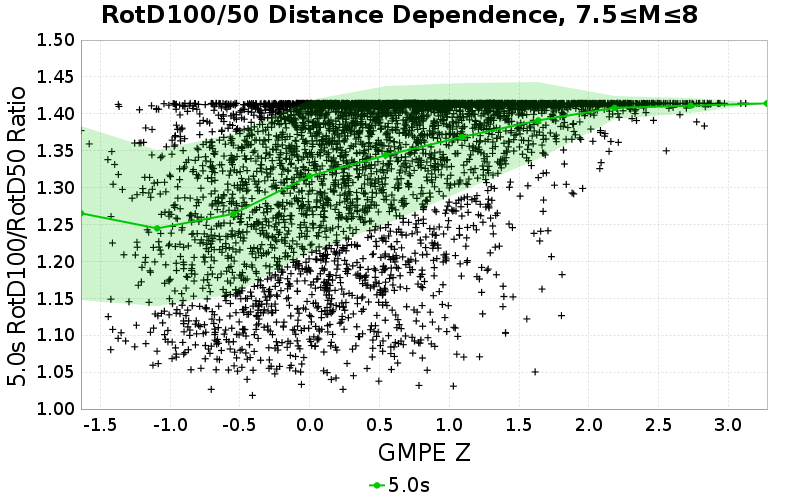 RotD100/50 Distance Dependence, 7.5≤M≤8
5.0s RotD100/RotD50 Ratio
1.50
1.45
1.40
1.35
1.30
1.25
1.20
1.15
1.10
1.05
1.00
-1.5 -1.0 -0.5 0.0 0.5 1.0 1.5 2.0 2.5 3.0
GMPE Z
5.0s